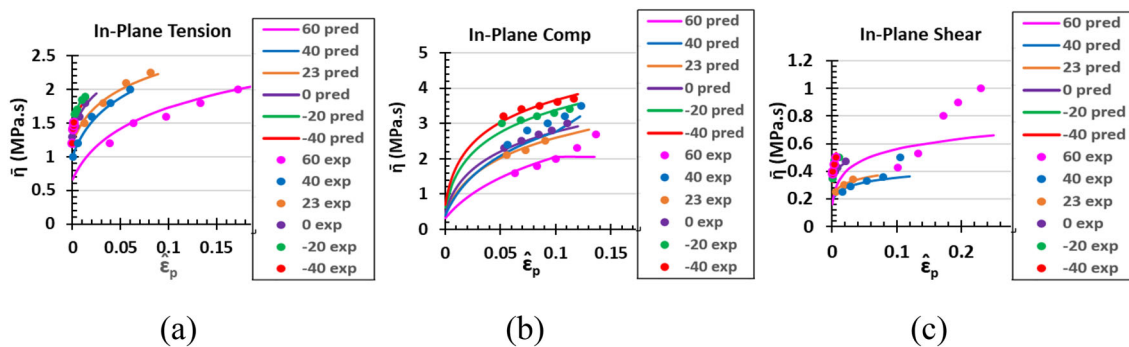 In-Plane Tension
η̄ (MPa.s)
2.5
2
1.5
1
0.5
0
0
0.05
0.1
0.15
ε̂p
60 pred
40 pred
23 pred
0 pred
-20 pred
-40 pred
60 exp
40 exp
23 exp
0 exp
-20 exp
-40 exp
(a)
In-Plane Comp
η̄ (MPa.s)
5
4
3
2
1
0
0
0.05
0.1
0.15
ε̂p
60 pred
40 pred
23 pred
0 pred
-20 pred
-40 pred
60 exp
40 exp
23 exp
0 exp
-20 exp
-40 exp
(b)
In-Plane Shear
η̄ (MPa.s)
1.2
1
0.8
0.6
0.4
0.2
0
0
0.1
0.2
ε̂p
60 pred
40 pred
23 pred
0 pred
-20 pred
-40 pred
60 exp
40 exp
23 exp
0 exp
-20 exp
-40 exp
(c)